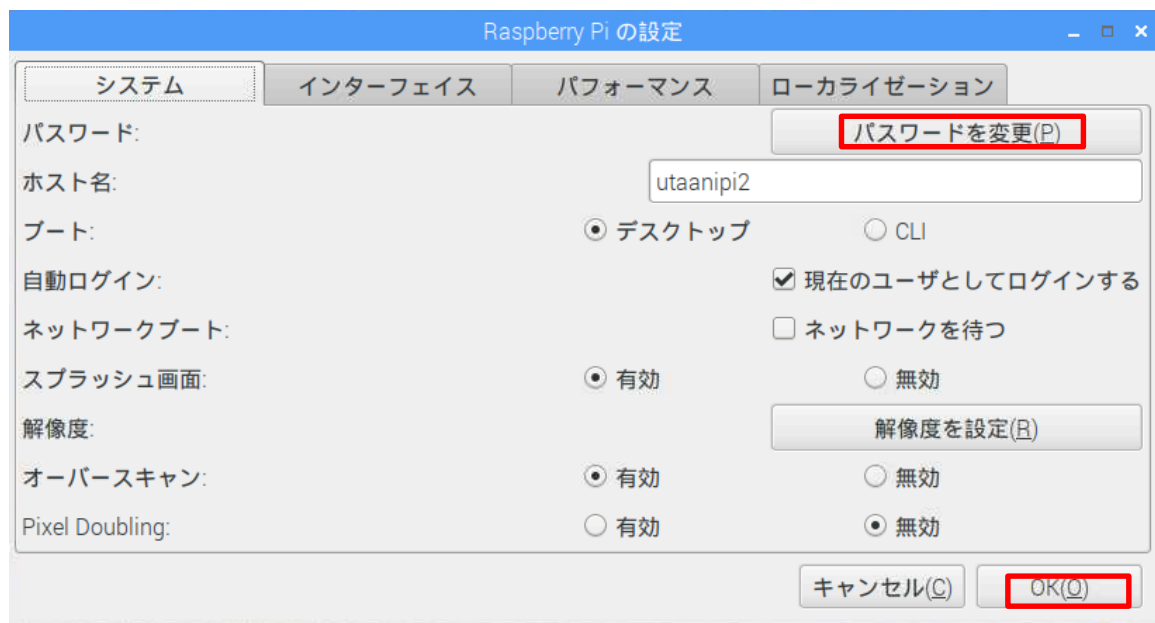 Raspberry Pi の設定
システム インターフェイス パフォーマンス ローカライゼーション
パスワード: パスワードを変更(P)
ホスト名: utaanipi2
ブート: デスクトップ CLI
自動ログイン: 現在のユーザとしてログインする
ネットワークブート: ネットワークを待つ
スプラッシュ画面: 有効 無効
解像度: 解像度を設定(R)
オーバースキャン: 有効 無効
Pixel Doubling: 有効 無効
キャンセル(C) OK(O)